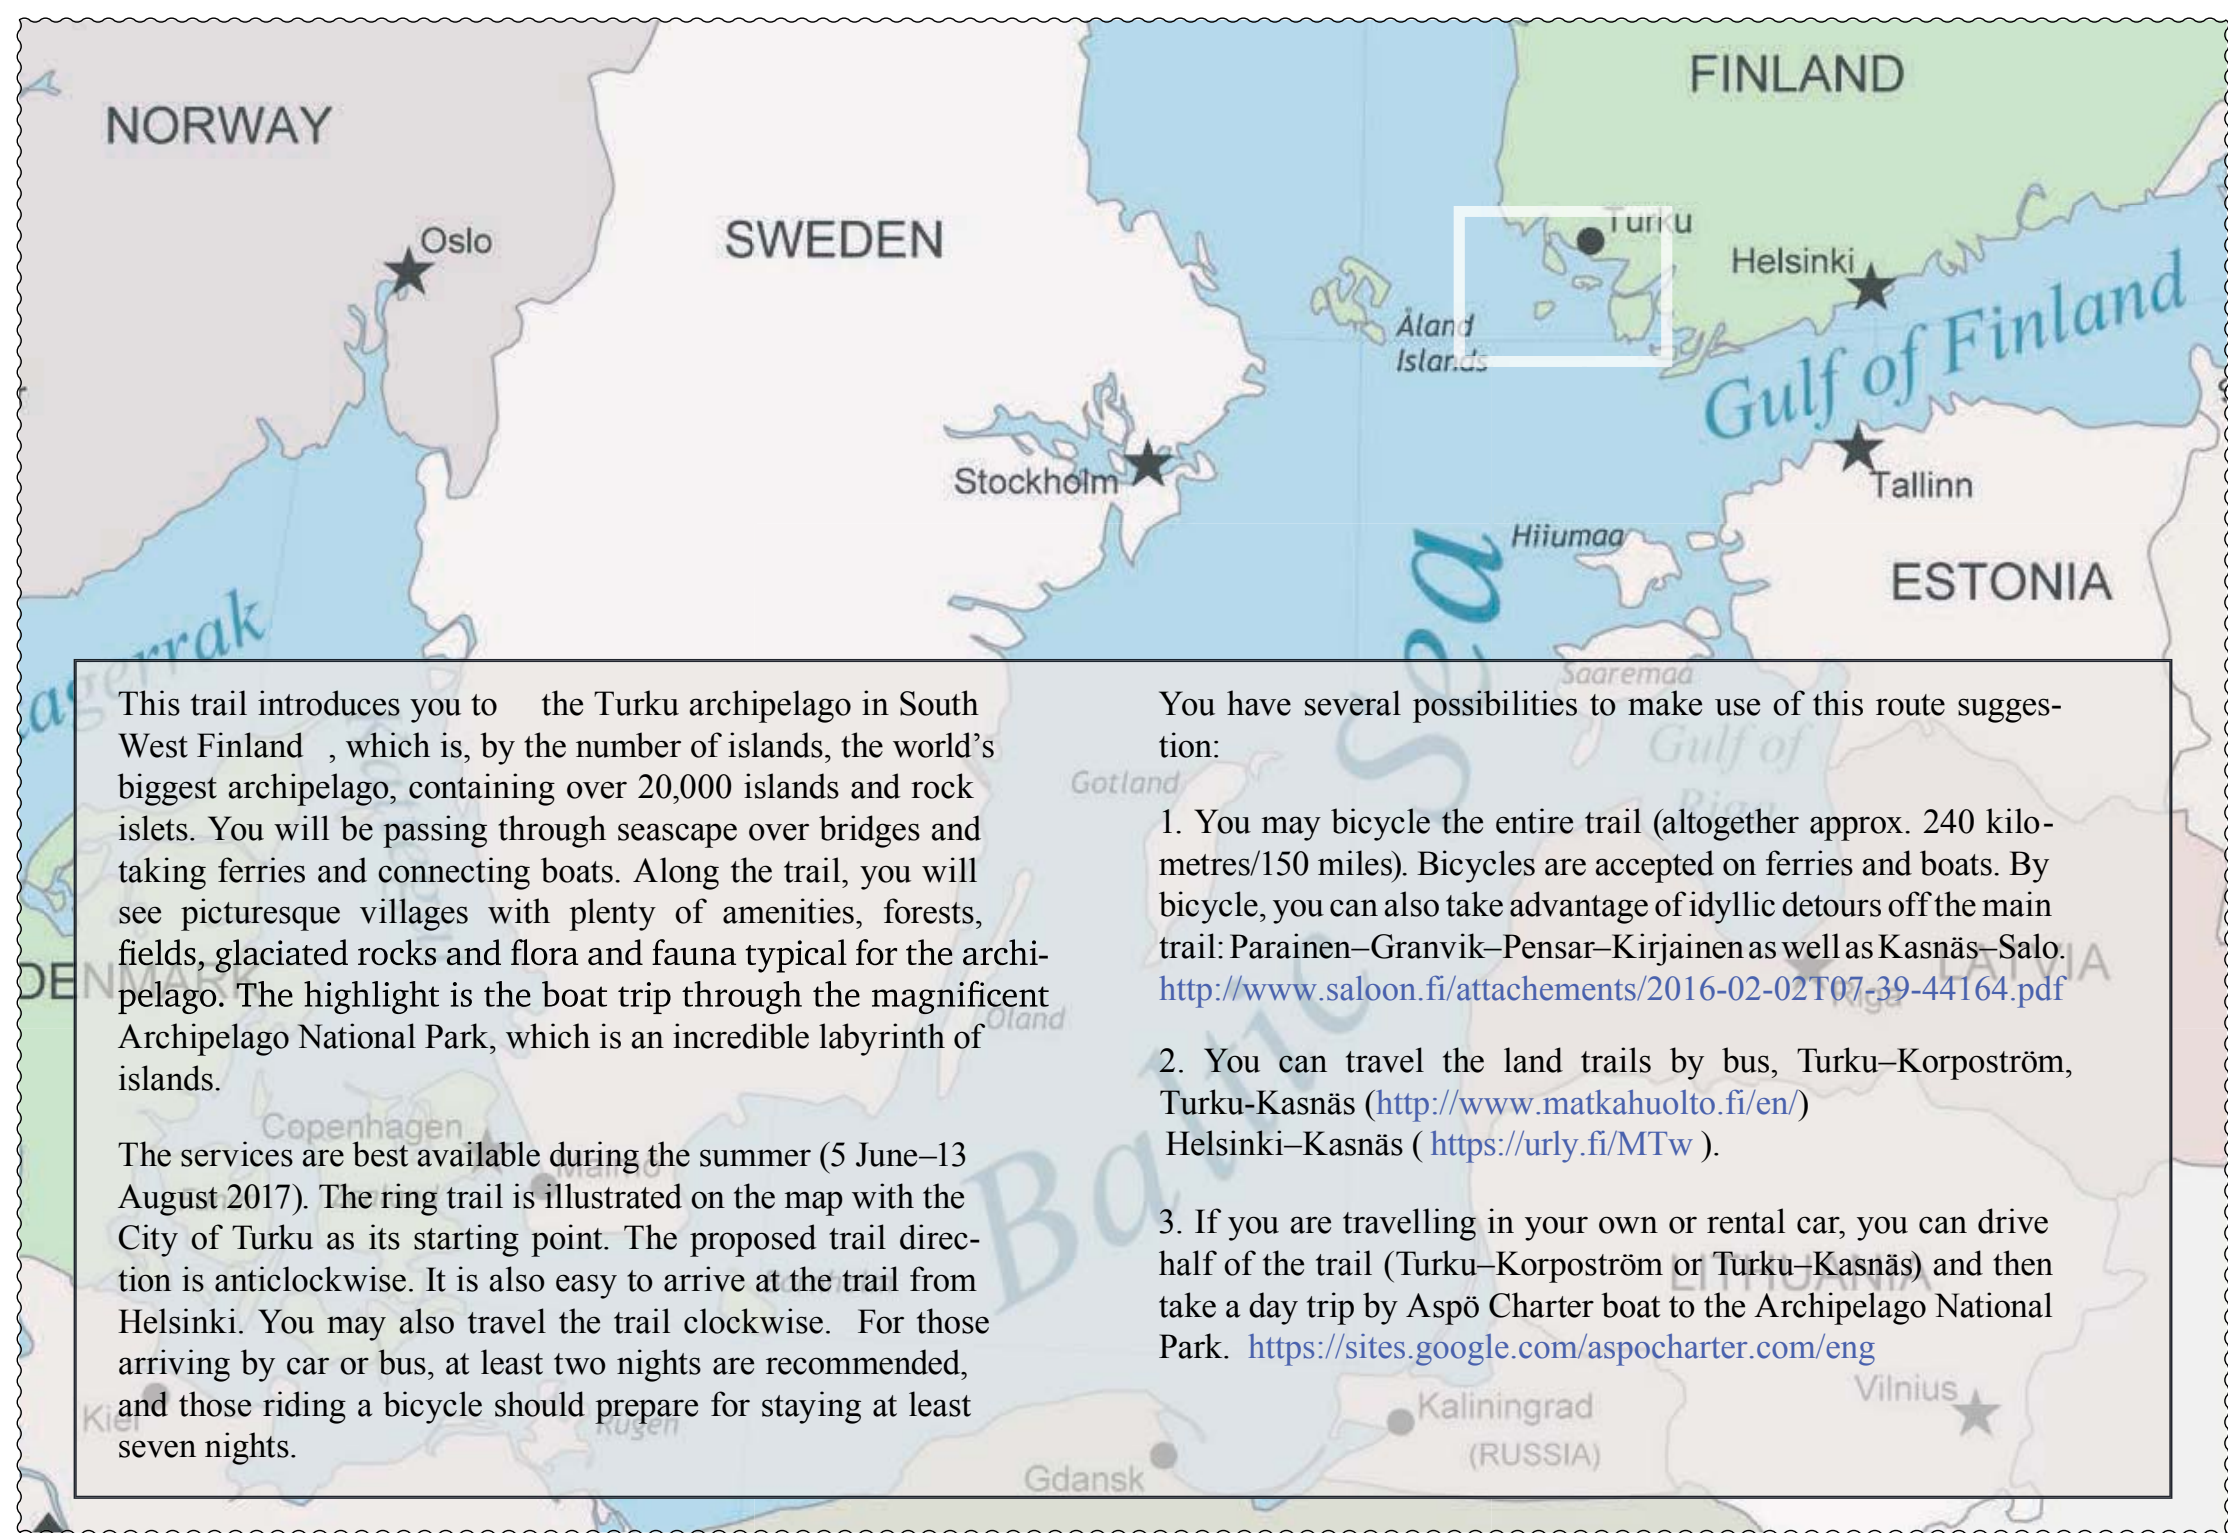 NORWAY
Oslo
SWEDEN
FINLAND
Turku
Helsinki
Åland
Islands
Gulf of Finland
Stockholm
Tallinn
Hiiumaa
ESTONIA
Sea
Saaremaa
This trail introduces you to the Turku archipelago in South
West Finland , which is, by the number of islands, the world’s
biggest archipelago, containing over 20,000 islands and rock
islets. You will be passing through seascape over bridges and
taking ferries and connecting boats. Along the trail, you will
see picturesque villages with plenty of amenities, forests,
fields, glaciated rocks and flora and fauna typical for the archi-
pelago. The highlight is the boat trip through the magnificent
Archipelago National Park, which is an incredible labyrinth of
islands.
The services are best available during the summer (5 June–13
August 2017). The ring trail is illustrated on the map with the
City of Turku as its starting point. The proposed trail direc-
tion is anticlockwise. It is also easy to arrive at the trail from
Helsinki. You may also travel the trail clockwise. For those
arriving by car or bus, at least two nights are recommended,
and those riding a bicycle should prepare for staying at least
seven nights.
You have several possibilities to make use of this route sugges-
tion:
1. You may bicycle the entire trail (altogether approx. 240 kilo-
metres/150 miles). Bicycles are accepted on ferries and boats. By
bicycle, you can also take advantage of idyllic detours off the main
trail: Parainen–Granvik–Pensar–Kirjainen as well as Kasnäs–Salo.
http://www.saloon.fi/attachements/2016-02-02T07-39-44164.pdf
2. You can travel the land trails by bus, Turku–Korpoström,
Turku-Kasnäs (http://www.matkahuolto.fi/en/)
Helsinki–Kasnäs ( https://urly.fi/MTw ).
3. If you are travelling in your own or rental car, you can drive
half of the trail (Turku–Korpoström or Turku–Kasnäs) and then
take a day trip by Aspö Charter boat to the Archipelago National
Park. https://sites.google.com/aspocharter.com/eng
Gulf of
Riga
Gotland
DENMARK
LATVIA
Riga
Öland
Baltic
Copenhagen
Malmö
LITHUANIA
Kiel
Rügen
Kaliningrad
(RUSSIA)
Vilnius
Gdansk